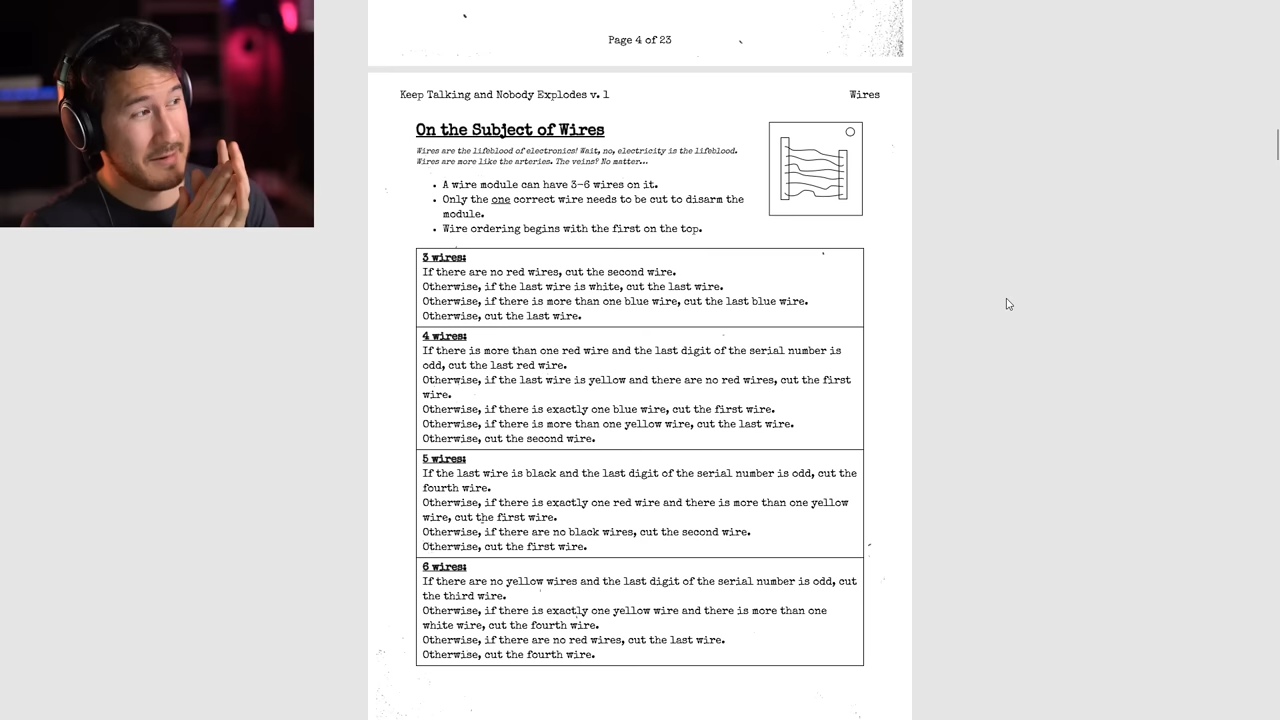 Page 4 of 23
Keep Talking and Nobody Explodes v. 1
Wires
On the Subject of Wires
Wires are the lifeblood of electronics! Wait, no, electricity is the lifeblood.
Wires are more like the arteries. The veins? No matter...
• A wire module can have 3-6 wires on it.
• Only the one correct wire needs to be cut to disarm the
module.
• Wire ordering begins with the first on the top.
3 wires:
If there are no red wires, cut the second wire.
Otherwise, if the last wire is white, cut the last wire.
Otherwise, if there is more than one blue wire, cut the last blue wire.
Otherwise, cut the last wire.
4 wires:
If there is more than one red wire and the last digit of the serial number is
odd, cut the last red wire.
Otherwise, if the last wire is yellow and there are no red wires, cut the first
wire.
Otherwise, if there is exactly one blue wire, cut the first wire.
Otherwise, if there is more than one yellow wire, cut the last wire.
Otherwise, cut the second wire.
5 wires:
If the last wire is black and the last digit of the serial number is odd, cut the
fourth wire.
Otherwise, if there is exactly one red wire and there is more than one yellow
wire, cut the first wire.
Otherwise, if there are no black wires, cut the second wire.
Otherwise, cut the first wire.
6 wires:
If there are no yellow wires and the last digit of the serial number is odd, cut
the third wire.
Otherwise, if there is exactly one yellow wire and there is more than one
white wire, cut the fourth wire.
Otherwise, if there are no red wires, cut the last wire.
Otherwise, cut the fourth wire.